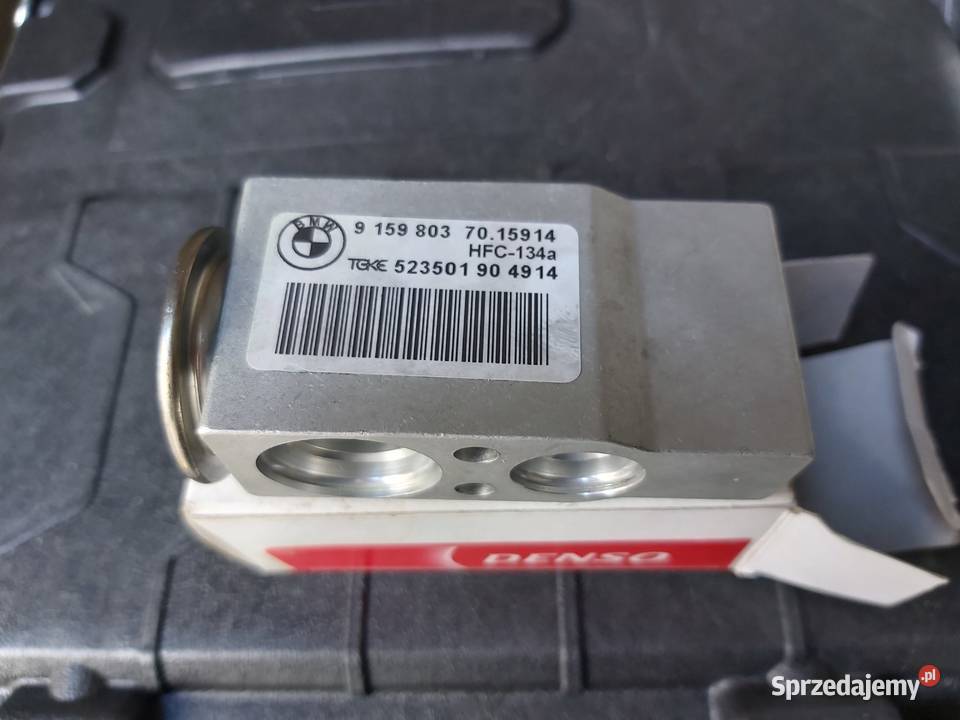 BMW
9 159 803 70.15914
HFC-134a
TGKE 523501 90 4914
DENSO
Sprzedajemy.pl